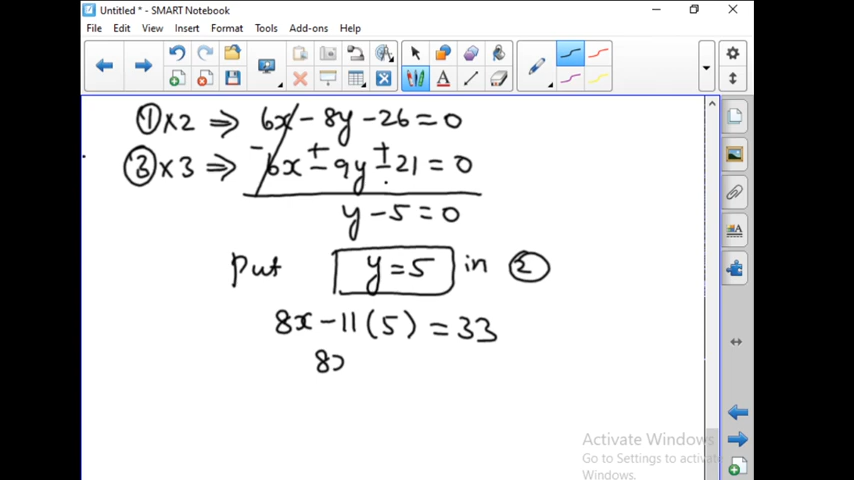 Untitled * - SMART Notebook
File Edit View Insert Format Tools Add-ons Help
① × 2 ⇒ 6x - 8y - 26 = 0
③ × 3 ⇒ 6x - 9y - 21 = 0
- + +
y - 5 = 0
Put y = 5 in ②
8x - 11 ( 5 ) = 33
8x
Activate Windows
Go to Settings to activate
Windows.